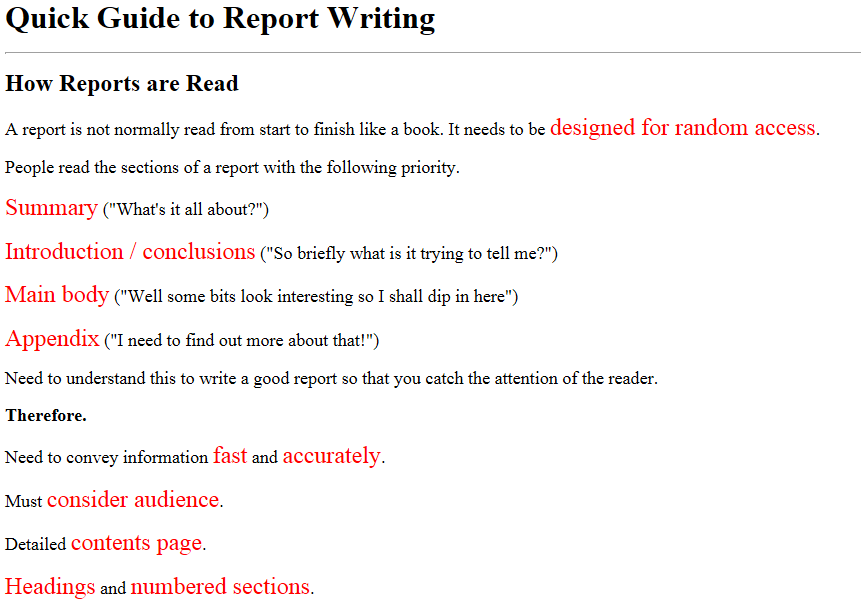 Quick Guide to Report Writing
How Reports are Read
A report is not normally read from start to finish like a book. It needs to be designed for random access.
People read the sections of a report with the following priority.
Summary ("What's it all about?")
Introduction / conclusions ("So briefly what is it trying to tell me?")
Main body ("Well some bits look interesting so I shall dip in here")
Appendix ("I need to find out more about that!")
Need to understand this to write a good report so that you catch the attention of the reader.
Therefore.
Need to convey information fast and accurately.
Must consider audience.
Detailed contents page.
Headings and numbered sections.